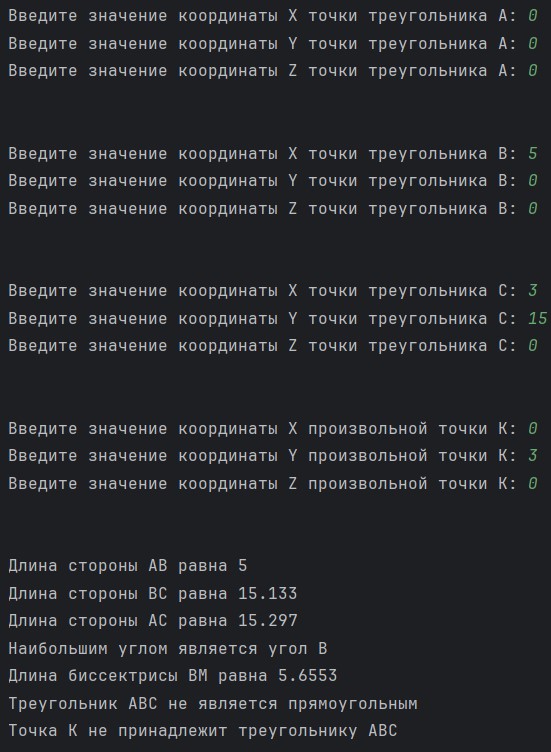 Введите значение координаты X точки треугольника A: 0
Введите значение координаты Y точки треугольника A: 0
Введите значение координаты Z точки треугольника A: 0
Введите значение координаты X точки треугольника B: 5
Введите значение координаты Y точки треугольника B: 0
Введите значение координаты Z точки треугольника B: 0
Введите значение координаты X точки треугольника C: 3
Введите значение координаты Y точки треугольника C: 15
Введите значение координаты Z точки треугольника C: 0
Введите значение координаты X произвольной точки K: 0
Введите значение координаты Y произвольной точки K: 3
Введите значение координаты Z произвольной точки K: 0
Длина стороны AB равна 5
Длина стороны BC равна 15.133
Длина стороны AC равна 15.297
Наибольшим углом является угол B
Длина биссектрисы BM равна 5.6553
Треугольник ABC не является прямоугольным
Точка K не принадлежит треугольнику ABC